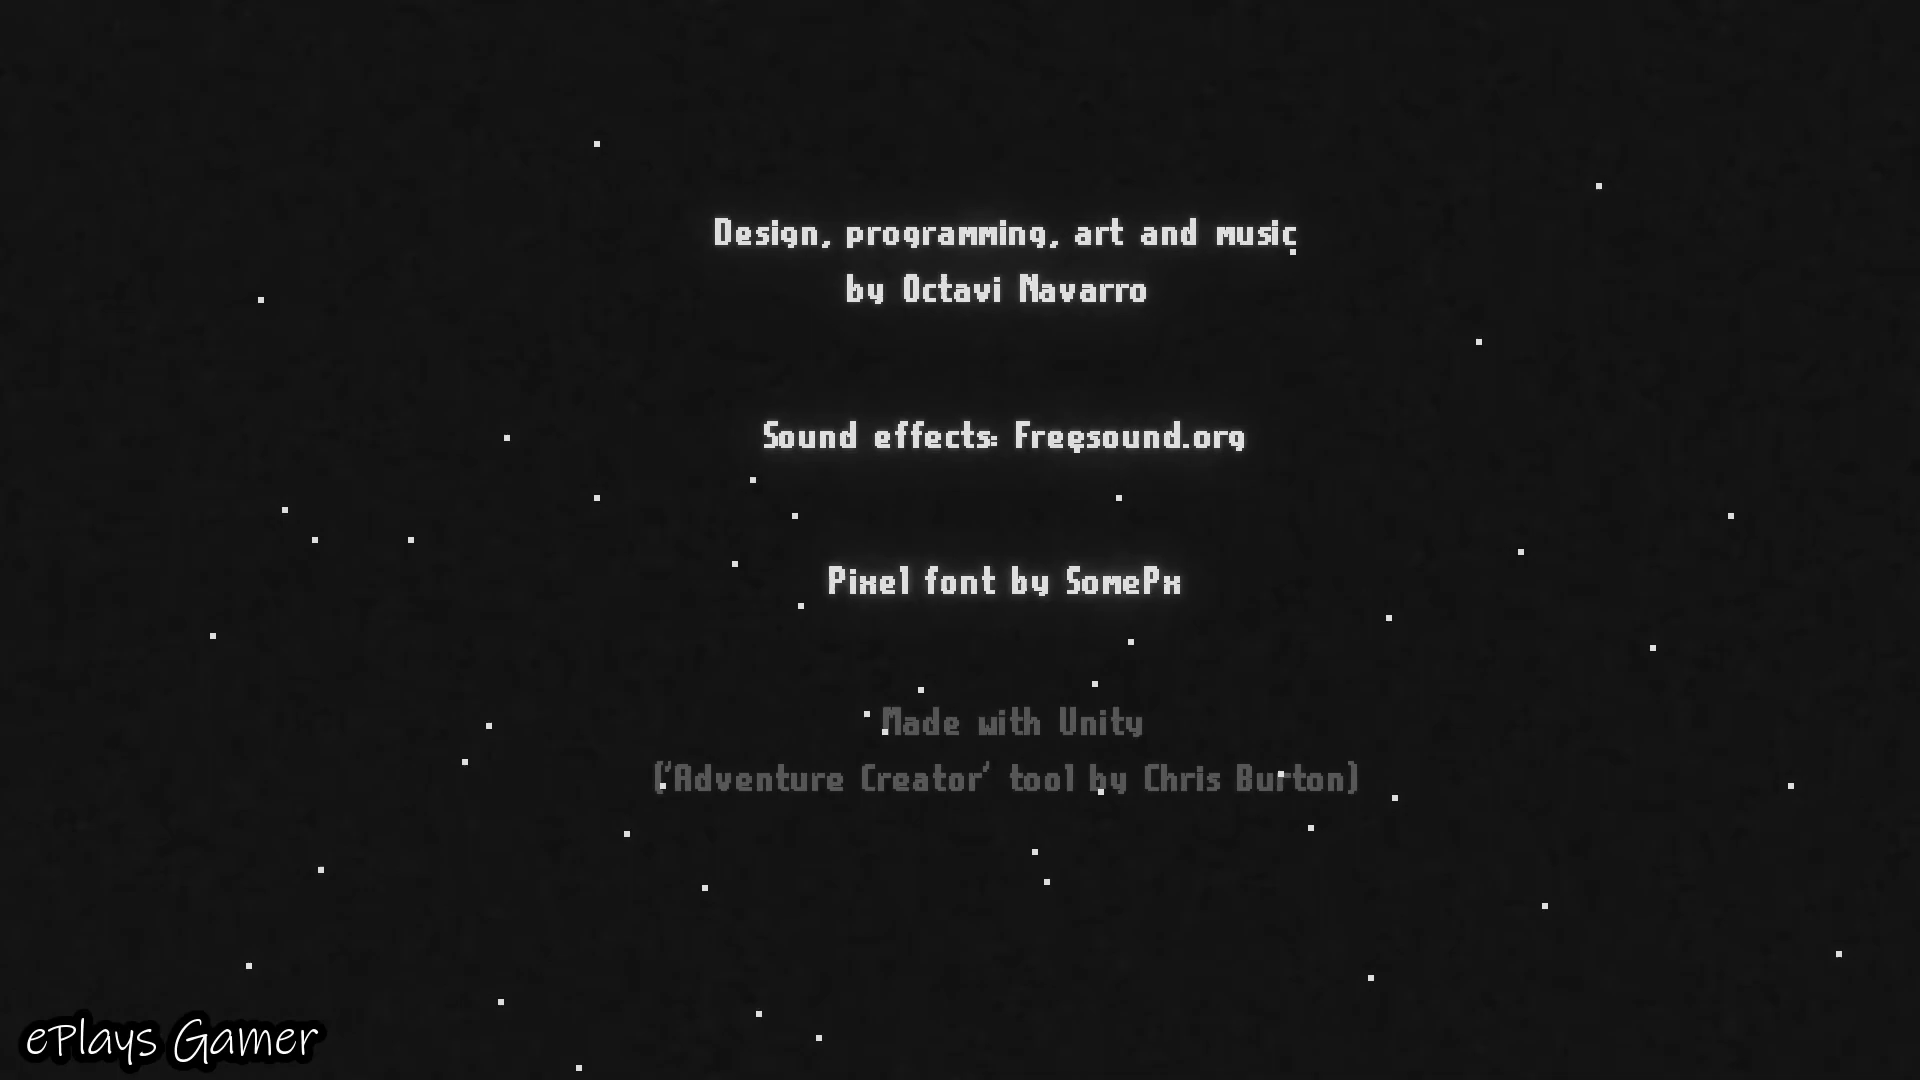 Design, programming, art and music
by Octavi Navarro
Sound effects: Freesound.org
Pixel font by SomePx
Made with Unity
('Adventure Creator' tool by Chris Burton)
ePlays Gamer